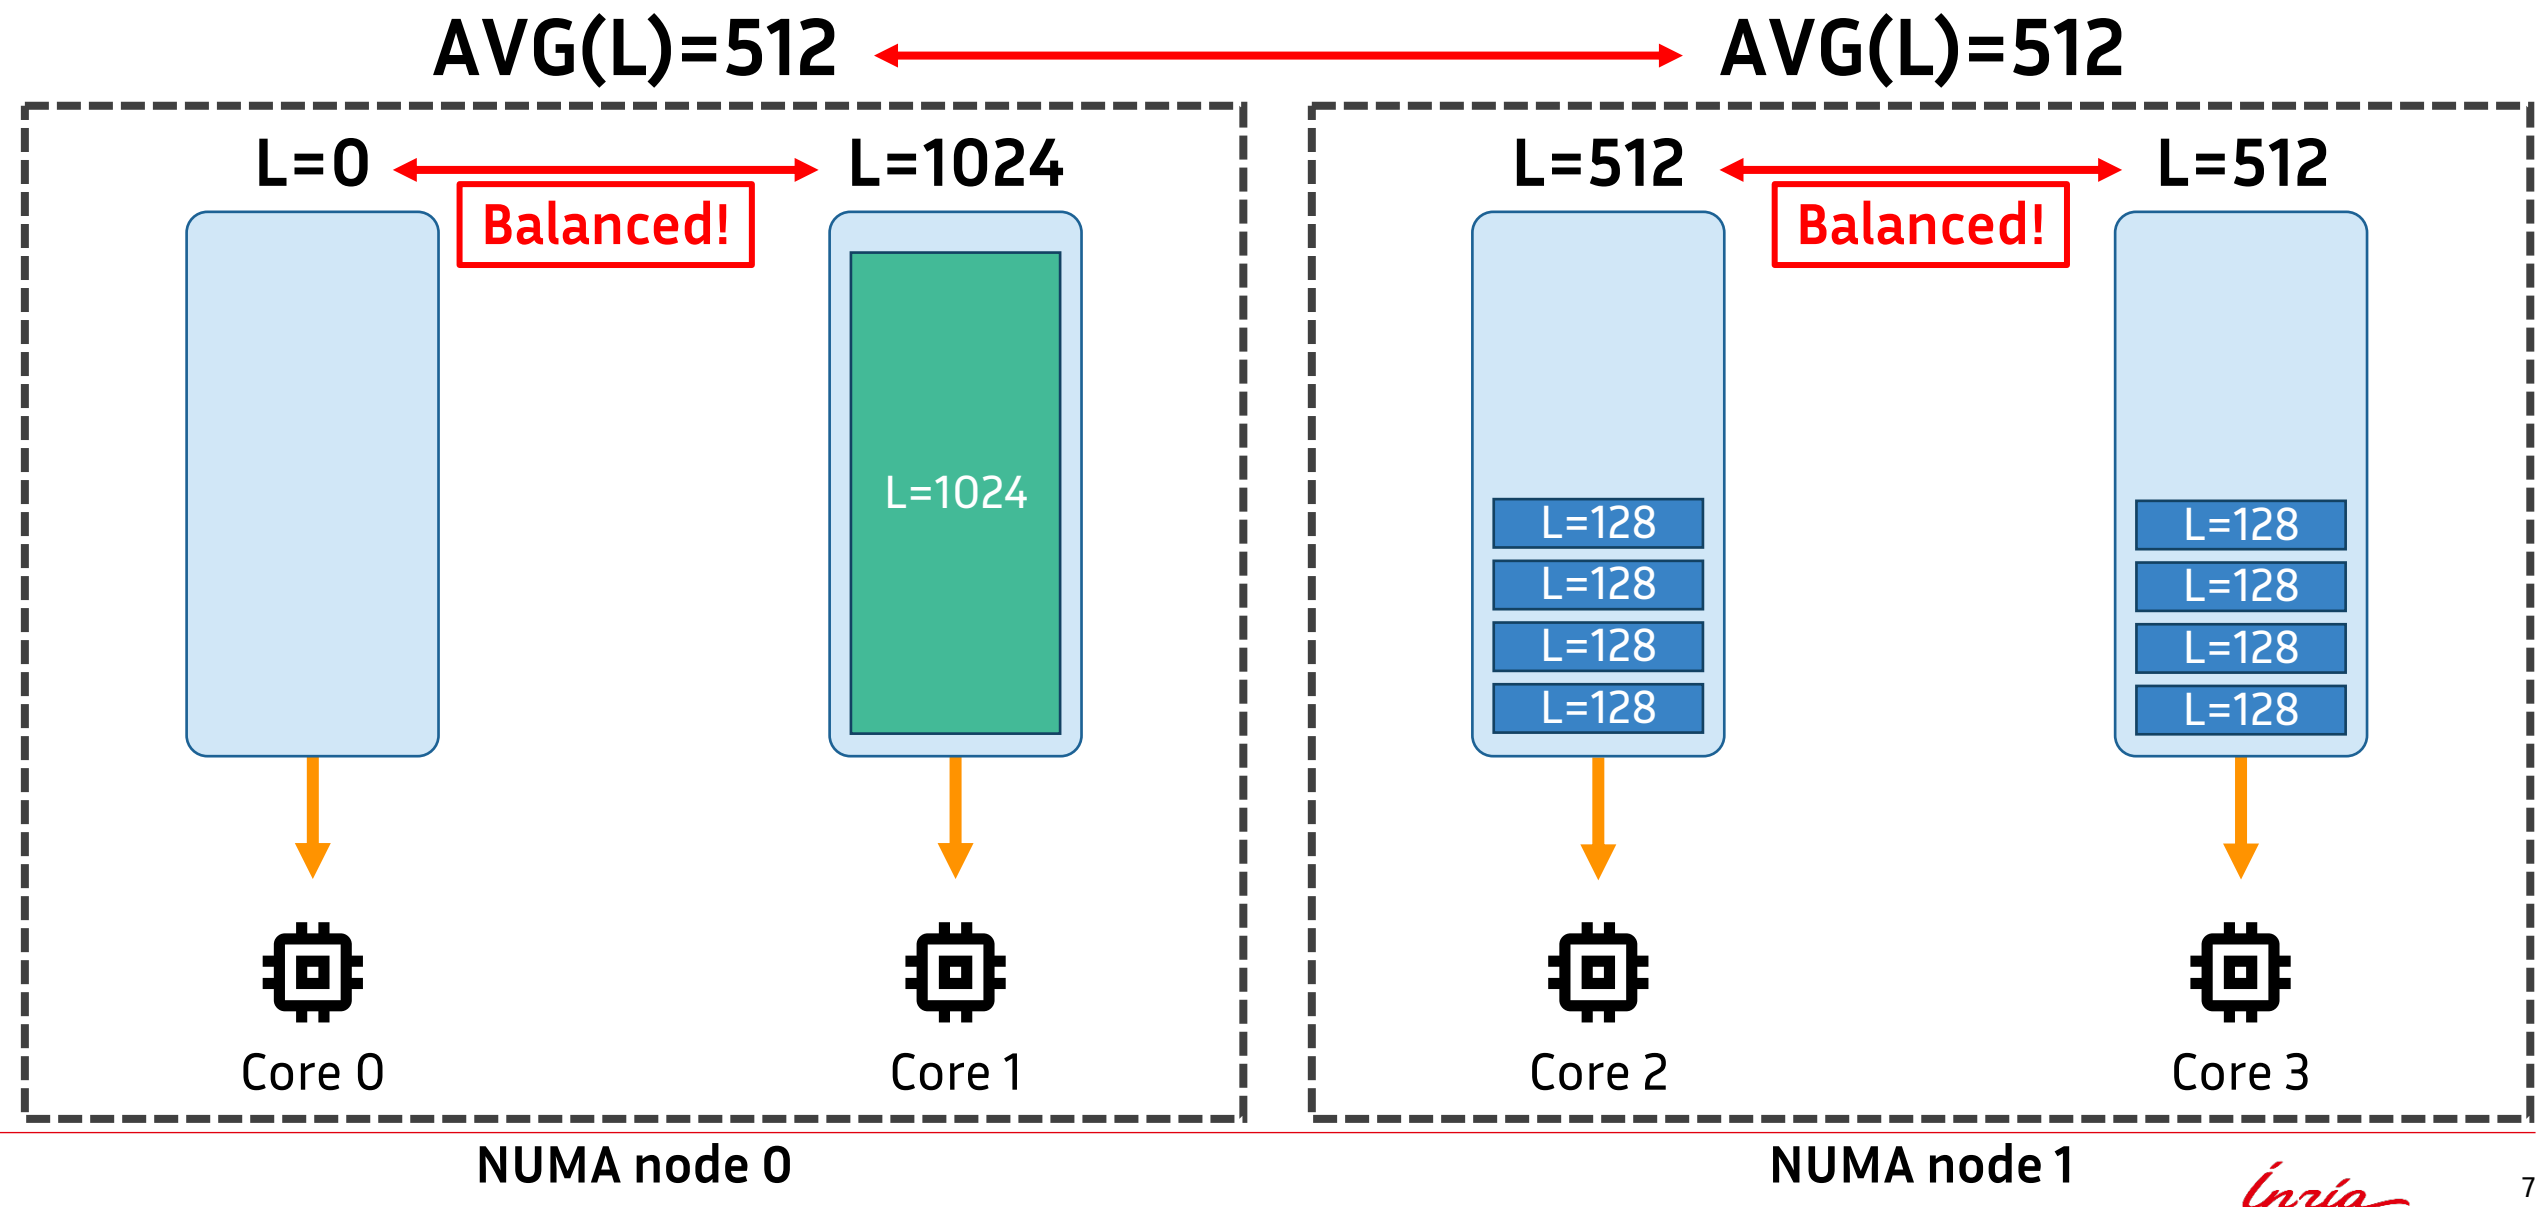 AVG(L)=512
AVG(L)=512
L=0
L=1024
L=512
L=512
Balanced!
Balanced!
L=1024
L=128
L=128
L=128
L=128
L=128
L=128
L=128
L=128
Core 0
Core 1
Core 2
Core 3
NUMA node 0
NUMA node 1
Inria
7